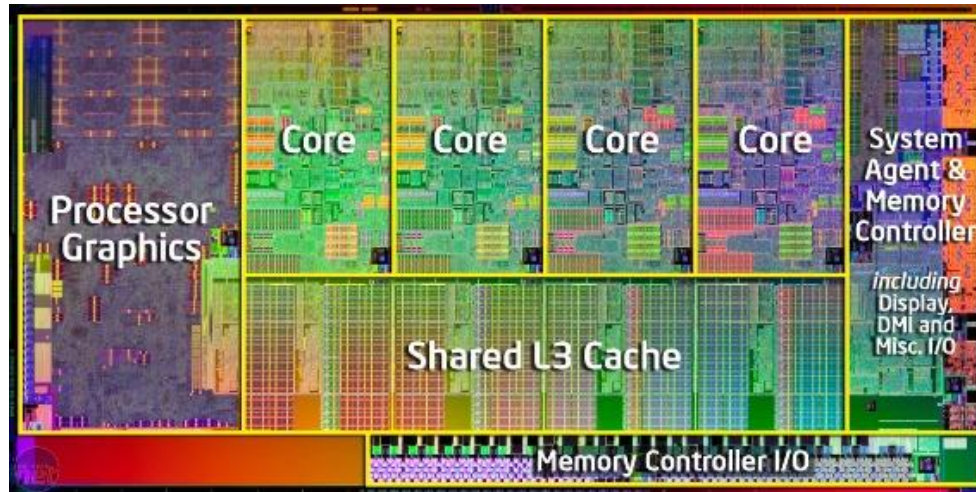 Processor
Graphics
Core
Core
Core
Core
System
Agent &
Memory
Controller
including
Display,
DMI and
Misc. I/O
Shared L3 Cache
Memory Controller I/O